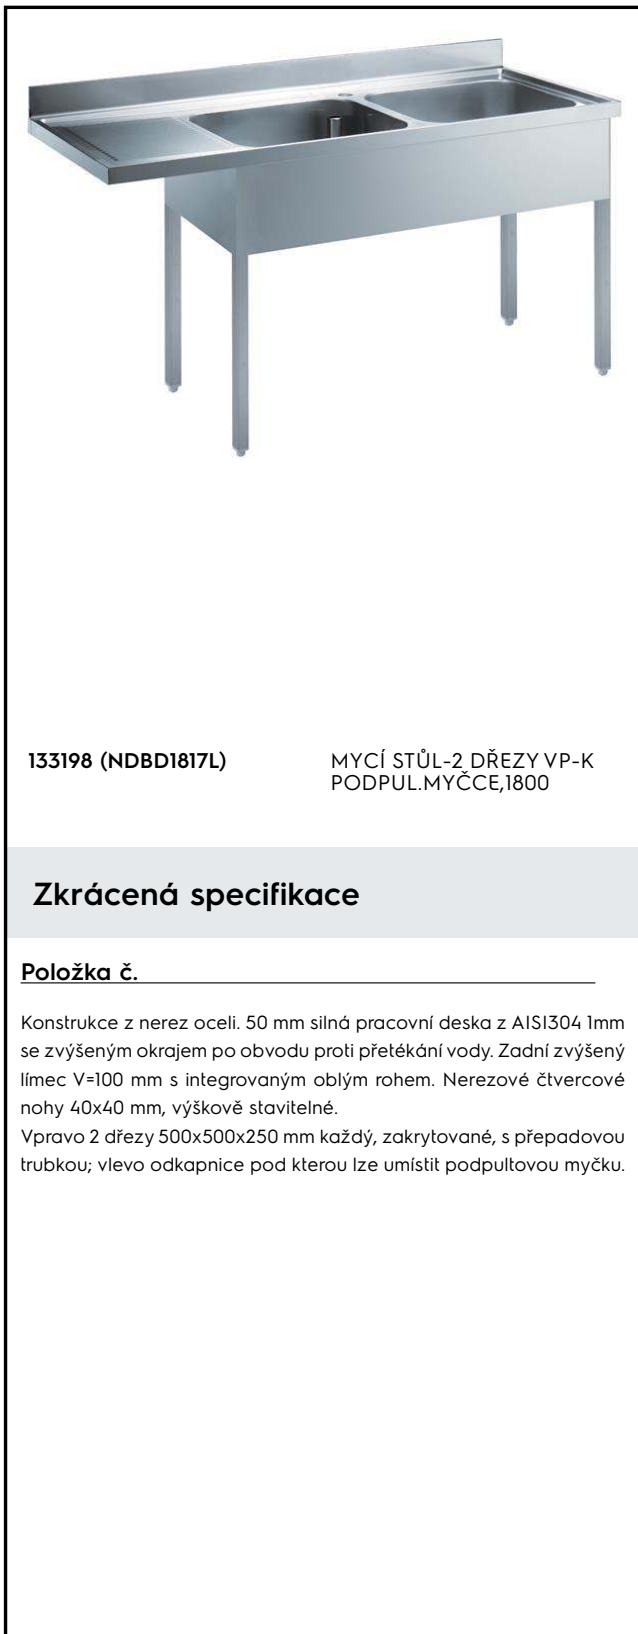 133198 (NDBD1817L)
MYCÍ STŮL-2 DŘEZY VP-K
PODPUL.MYČCE,1800
Zkrácená specifikace
Položka č.
Konstrukce z nerez oceli. 50 mm silná pracovní deska z AISI304 1mm
se zvýšeným okrajem po obvodu proti přetékání vody. Zadní zvýšený
límec V=100 mm s integrovaným oblým rohem. Nerezové čtvercové
nohy 40x40 mm, výškově stavitelné.
Vpravo 2 dřezy 500x500x250 mm každý, zakrytované, s přepadovou
trubkou; vlevo odkapnice pod kterou lze umístit podpultovou myčku.